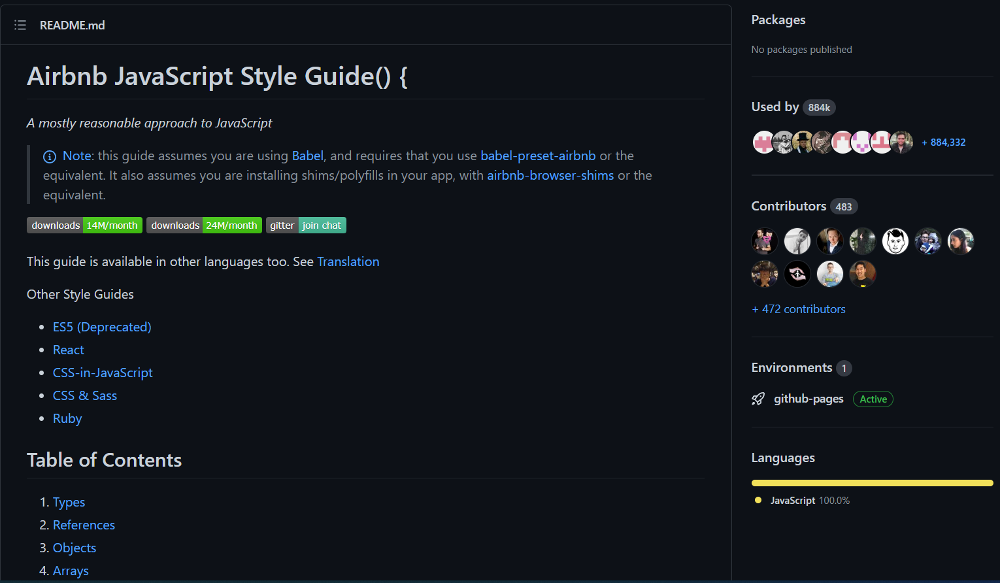 README.md
Airbnb JavaScript Style Guide() {
A mostly reasonable approach to JavaScript
Note: this guide assumes you are using Babel, and requires that you use babel-preset-airbnb or the
equivalent. It also assumes you are installing shims/polyfills in your app, with airbnb-browser-shims or the
equivalent.
downloads 14M/month downloads 24M/month gitter join chat
This guide is available in other languages too. See Translation
Other Style Guides
ES5 (Deprecated)
React
CSS-in-JavaScript
CSS & Sass
Ruby
Table of Contents
1. Types
2. References
3. Objects
4. Arrays
Packages
No packages published
Used by 884k
+ 884,332
Contributors 483
+ 472 contributors
Environments 1
github-pages Active
Languages
JavaScript 100.0%